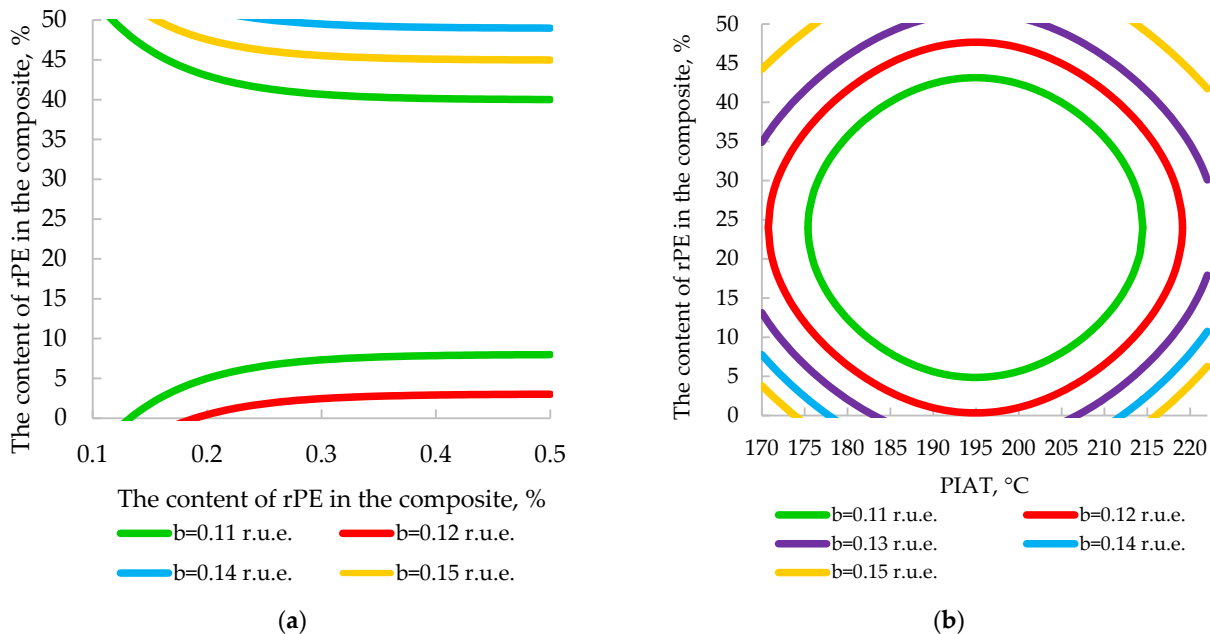 The content of rPE in the composite, %
50
45
40
35
30
25
20
15
10
5
0
0.1 0.2 0.3 0.4 0.5
The content of rPE in the composite, %
b=0.11 r.u.e. b=0.12 r.u.e.
b=0.14 r.u.e. b=0.15 r.u.e.
(a)
The content of rPE in the composite, %
50
45
40
35
30
25
20
15
10
5
0
170 175 180 185 190 195 200 205 210 215 220
PIAT, °C
b=0.11 r.u.e. b=0.12 r.u.e.
b=0.13 r.u.e. b=0.14 r.u.e.
b=0.15 r.u.e.
(b)